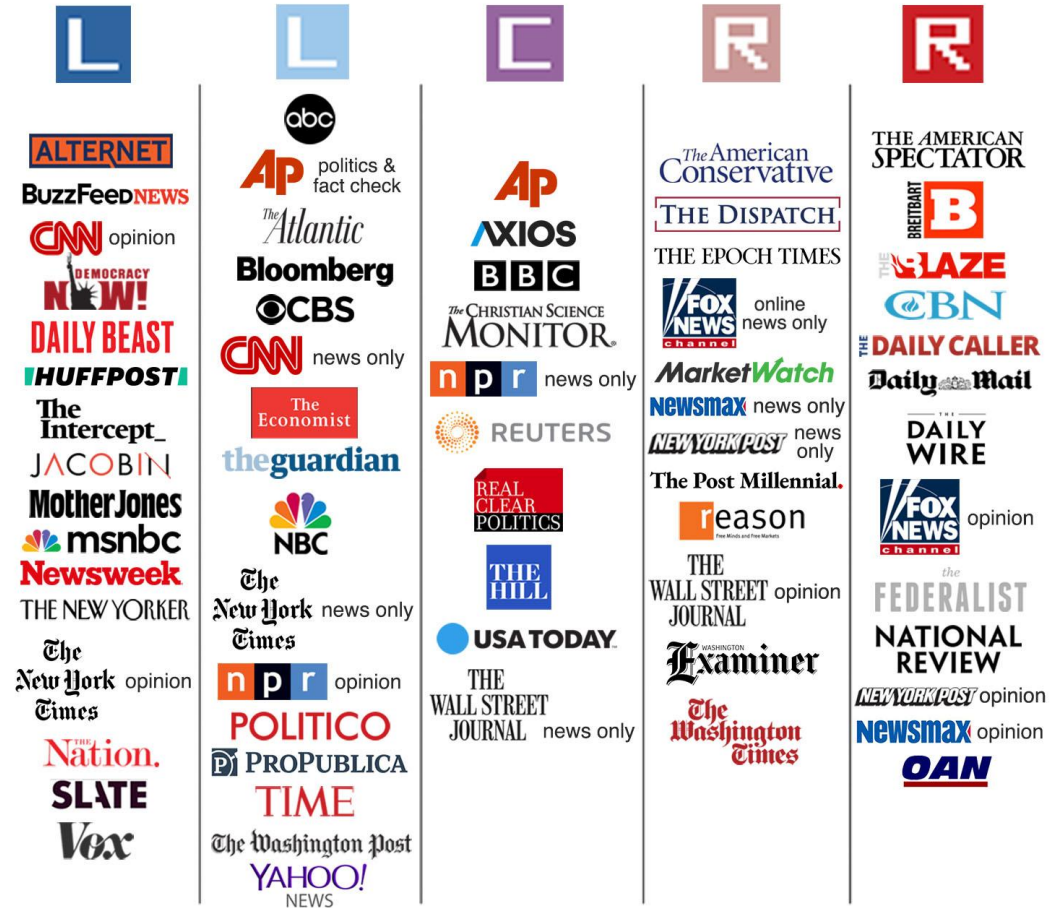 L
L
C
R
R
ALTERNET
BuzzFeed NEWS
CNN opinion
DEMOCRACY
NOW!
DAILY BEAST
HUFFPOST
The
Intercept_
JACOBIN
Mother Jones
msnbc
Newsweek
THE NEW YORKER
The
New York opinion
Times
THE
Nation.
SLATE
Vox
abc
AP politics &
fact check
The
Atlantic
Bloomberg
CBS
CNN news only
The
Economist
theguardian
NBC
The
New York news only
Times
npr opinion
POLITICO
PROPUBLICA
TIME
The Washington Post
YAHOO!
NEWS
AP
AXIOS
BBC
The CHRISTIAN SCIENCE
MONITOR®
npr news only
REUTERS
REAL
CLEAR
POLITICS
THE
HILL
USA TODAY
THE
WALL STREET
JOURNAL news only
The American
Conservative
THE DISPATCH
THE EPOCH TIMES
FOX
NEWS
channel
online
news only
MarketWatch
Newsmax news only
NEW YORK POST news
only
The Post Millennial.
reason
Free Minds and Free Markets
THE
WALL STREET opinion
JOURNAL
WASHINGTON
Examiner
The
Washington
Times
THE AMERICAN
SPECTATOR
BREITBART
B
THE
BLAZE
CBN
THE DAILY CALLER
Daily Mail
THE
DAILY
WIRE
FOX
NEWS
channel
opinion
the
FEDERALIST
NATIONAL
REVIEW
NEW YORK POST opinion
Newsmax opinion
OAN